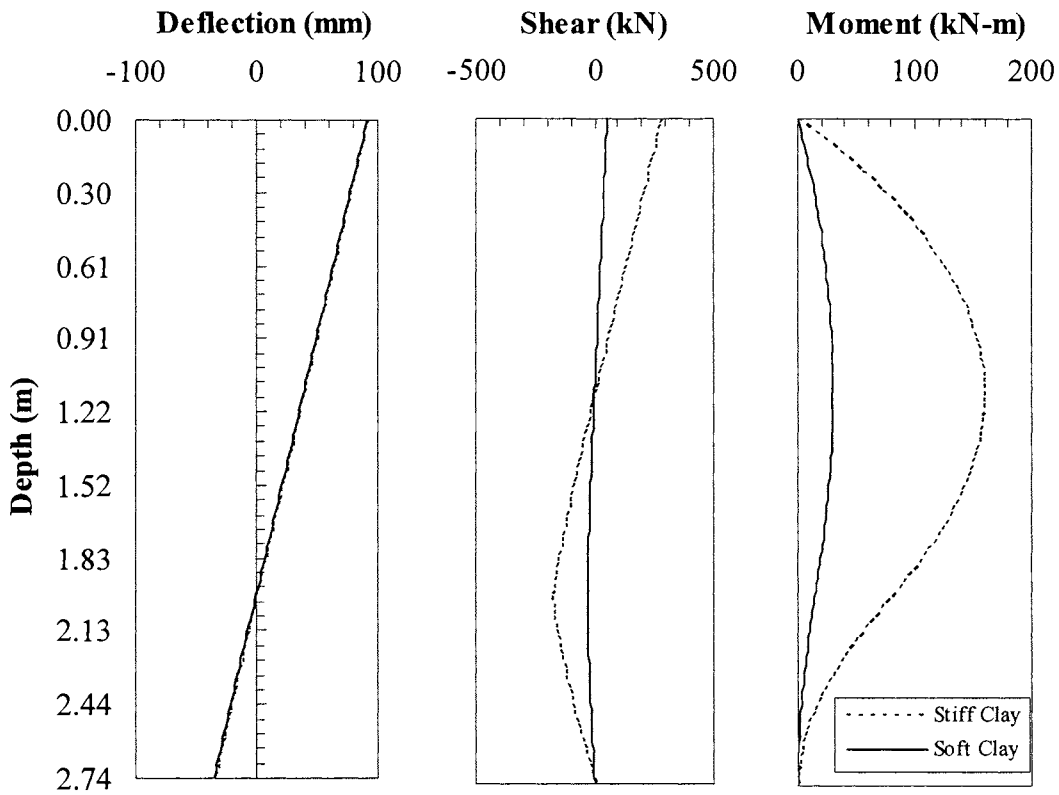 Deflection (mm) Shear (kN) Moment (kN-m)
-100 0 100 -500 0 500 0 100 200
0.00
0.30
0.61
0.91
1.22
1.52
1.83
2.13
2.44
2.74
Depth (m)
Stiff Clay
Soft Clay